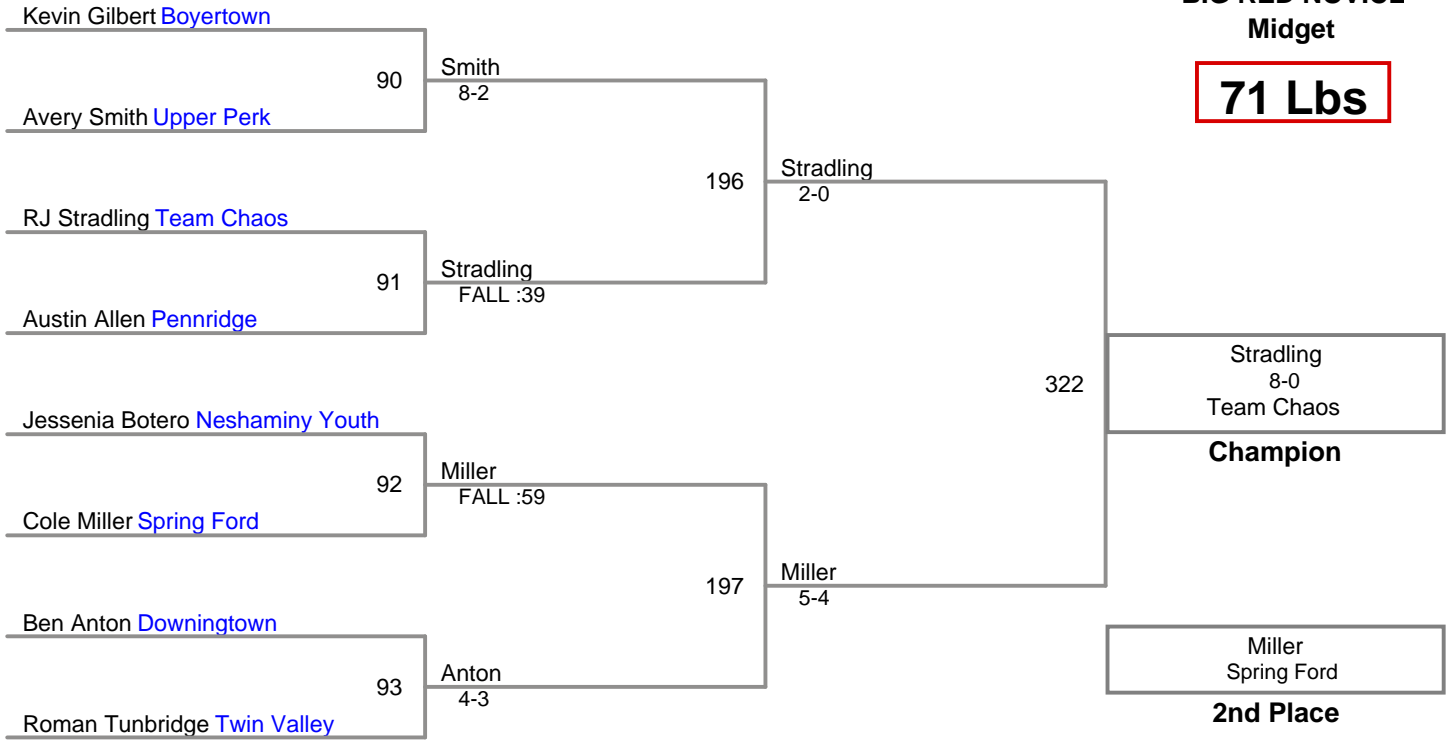 Midget
71 Lbs
Kevin Gilbert Boyertown
90
Avery Smith Upper Perk
Smith
8-2
RJ Stradling Team Chaos
91
Austin Allen Pennridge
Stradling
FALL :39
196
Stradling
2-0
Jessenia Botero Neshaminy Youth
92
Cole Miller Spring Ford
Miller
FALL :59
Ben Anton Downingtown
93
Roman Tunbridge Twin Valley
Anton
4-3
197
Miller
5-4
322
Stradling
8-0
Team Chaos
Champion
Miller
Spring Ford
2nd Place